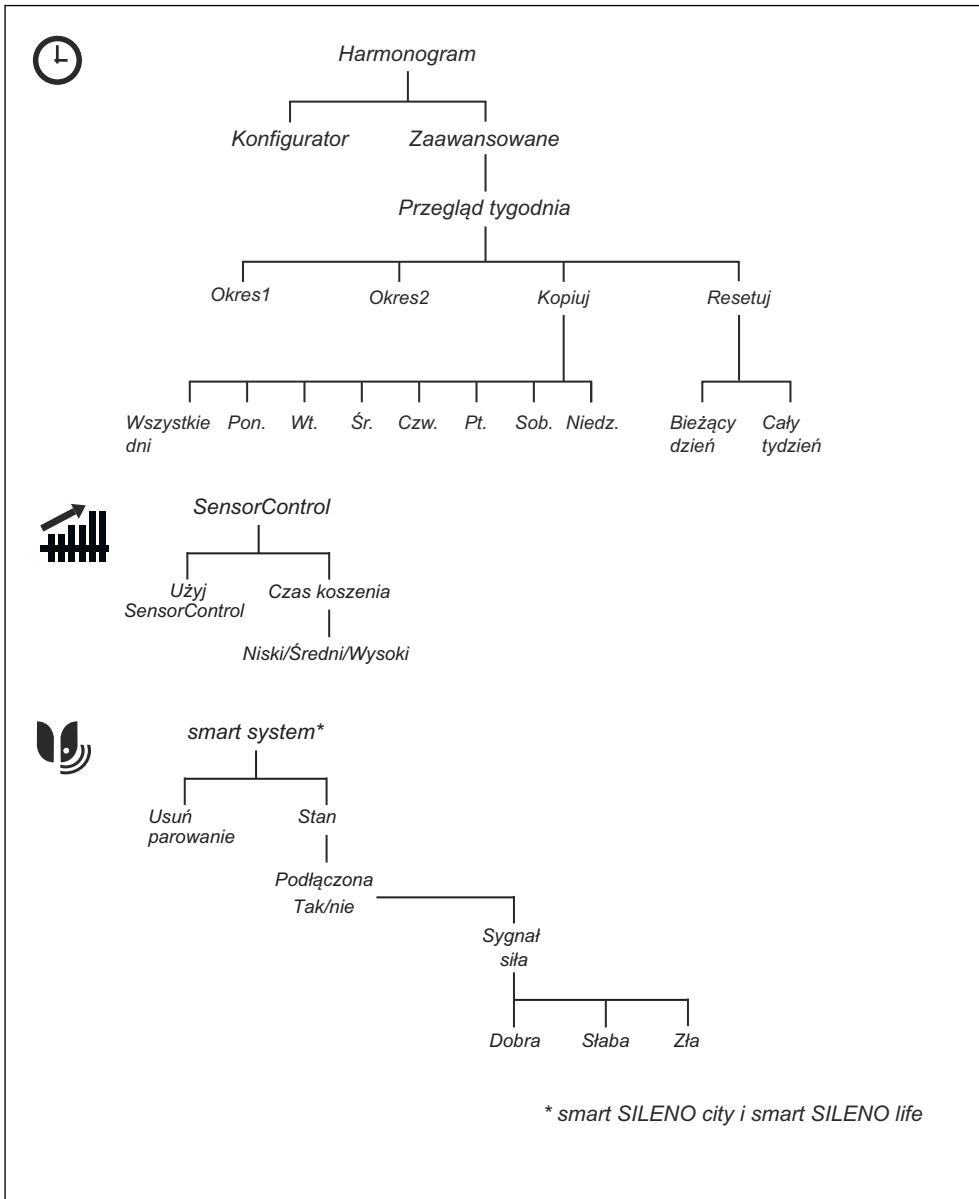 Harmonogram
Konfigurator Zaawansowane
Przegląd tygodnia
Okres1 Okres2 Kopiuj Resetuj
Wszystkie dni Pon. Wt. Śr. Czw. Pt. Sob. Niedz. Bieżący dzień Cały tydzień
SensorControl
Użyj SensorControl Czas koszenia
Niski/Średni/Wysoki
smart system*
Usuń parowanie Stan
Podłączona
Tak/nie
Sygnał
siła
Dobra Słaba Zła
* smart SILENO city i smart SILENO life